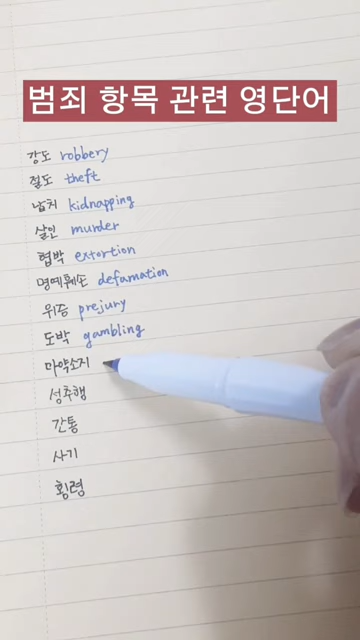 범죄 항목 관련 영단어
강도 robbery
절도 theft
납치 kidnapping
살인 murder
협박 extortion
명예훼손 defamation
위증 prejury
도박 gambling
마약소지
성추행
간통
사기
횡령